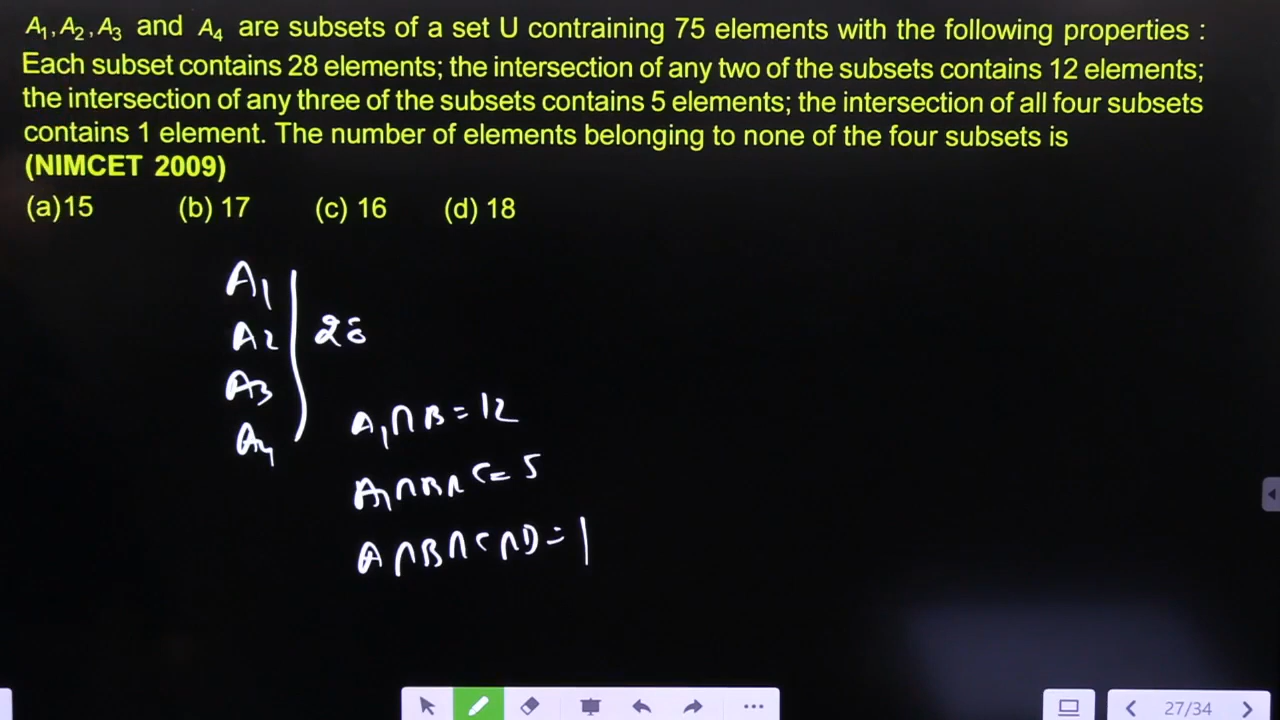 A₁, A₂, A₃ and A₄ are subsets of a set U contraining 75 elements with the following properties :
Each subset contains 28 elements; the intersection of any two of the subsets contains 12 elements;
the intersection of any three of the subsets contains 5 elements; the intersection of all four subsets
contains 1 element. The number of elements belonging to none of the four subsets is
(NIMCET 2009)
(a)15 (b) 17 (c) 16 (d) 18
A1
A2 28
A3
A4
A1∩B=12
A1∩B∩C=5
A∩B∩C∩D=1
27/34